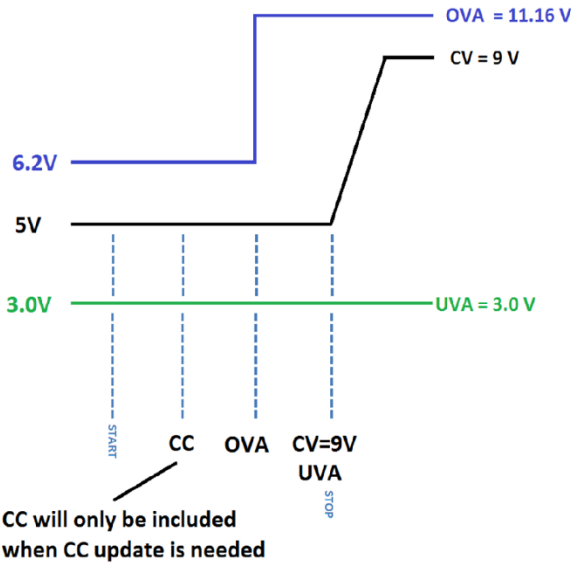 OVA = 11.16 V
CV = 9 V
6.2V
5V
3.0V
UVA = 3.0 V
START
CC
OVA
CV=9V
UVA
STOP
CC will only be included
when CC update is needed